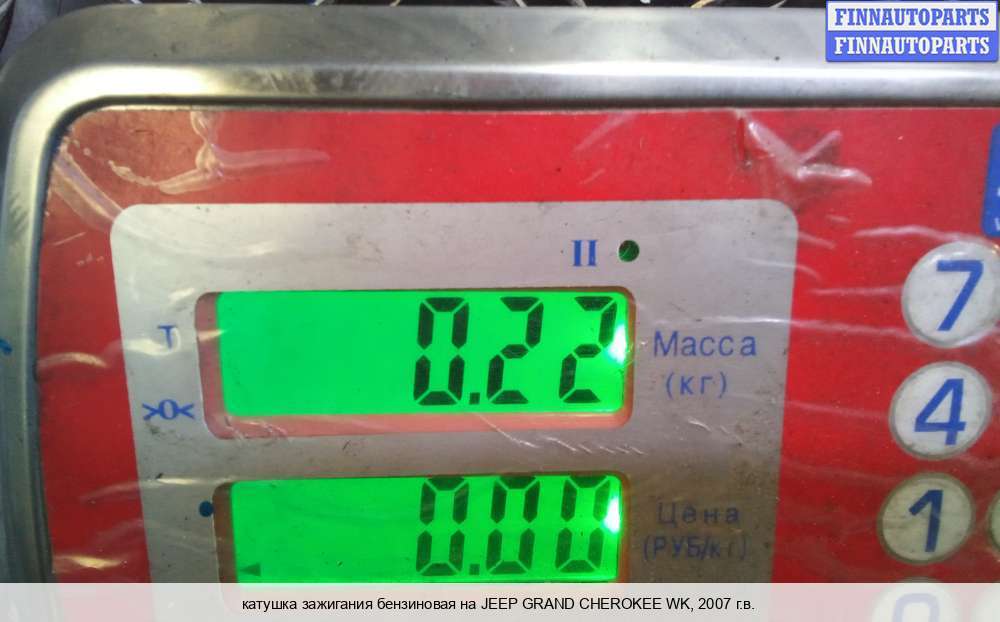 FINNAUTOPARTS
FINNAUTOPARTS
II
0.22
T
Масса
(кг)
>0<
7
4
0.00
Цена
(РУБ/кг)
1
катушка зажигания бензиновая на JEEP GRAND CHEROKEE WK, 2007 г.в.